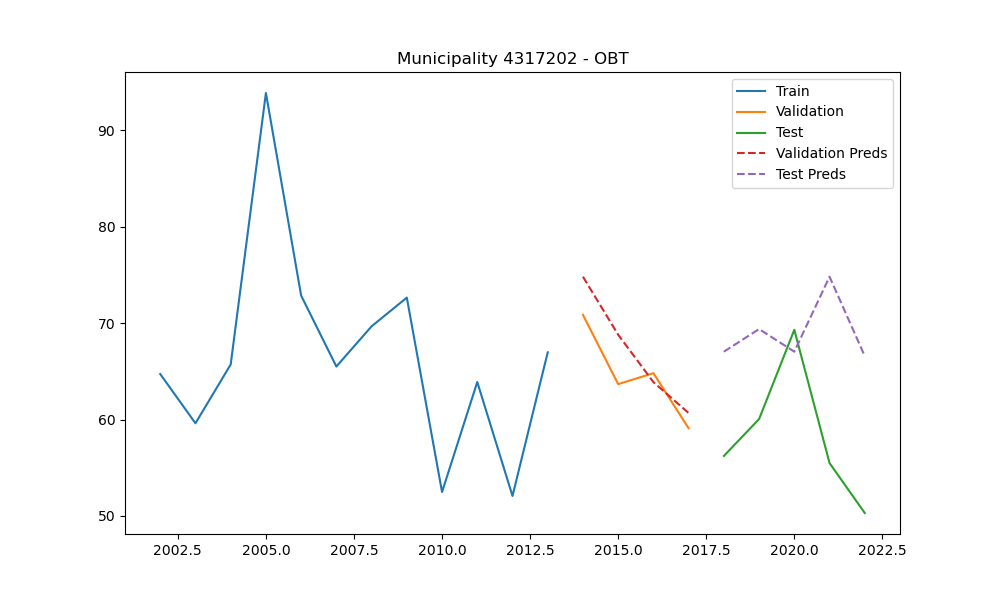 Municipality 4317202 - OBT
Train
Validation
Test
Validation Preds
Test Preds
90
80
70
60
50
2002.5 2005.0 2007.5 2010.0 2012.5 2015.0 2017.5 2020.0 2022.5